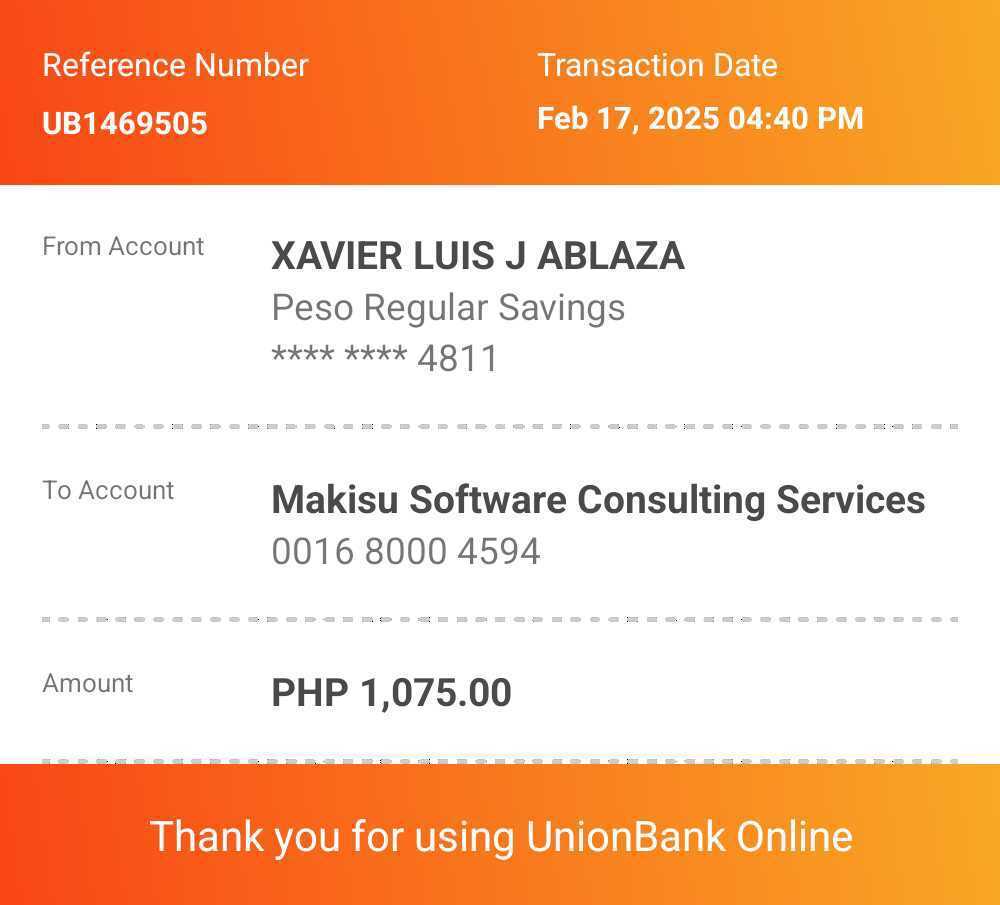 Reference Number
UB1469505
Transaction Date
Feb 17, 2025 04:40 PM
From Account
XAVIER LUIS J ABLAZA
Peso Regular Savings
**** **** 4811
To Account
Makisu Software Consulting Services
0016 8000 4594
Amount
PHP 1,075.00
Thank you for using UnionBank Online